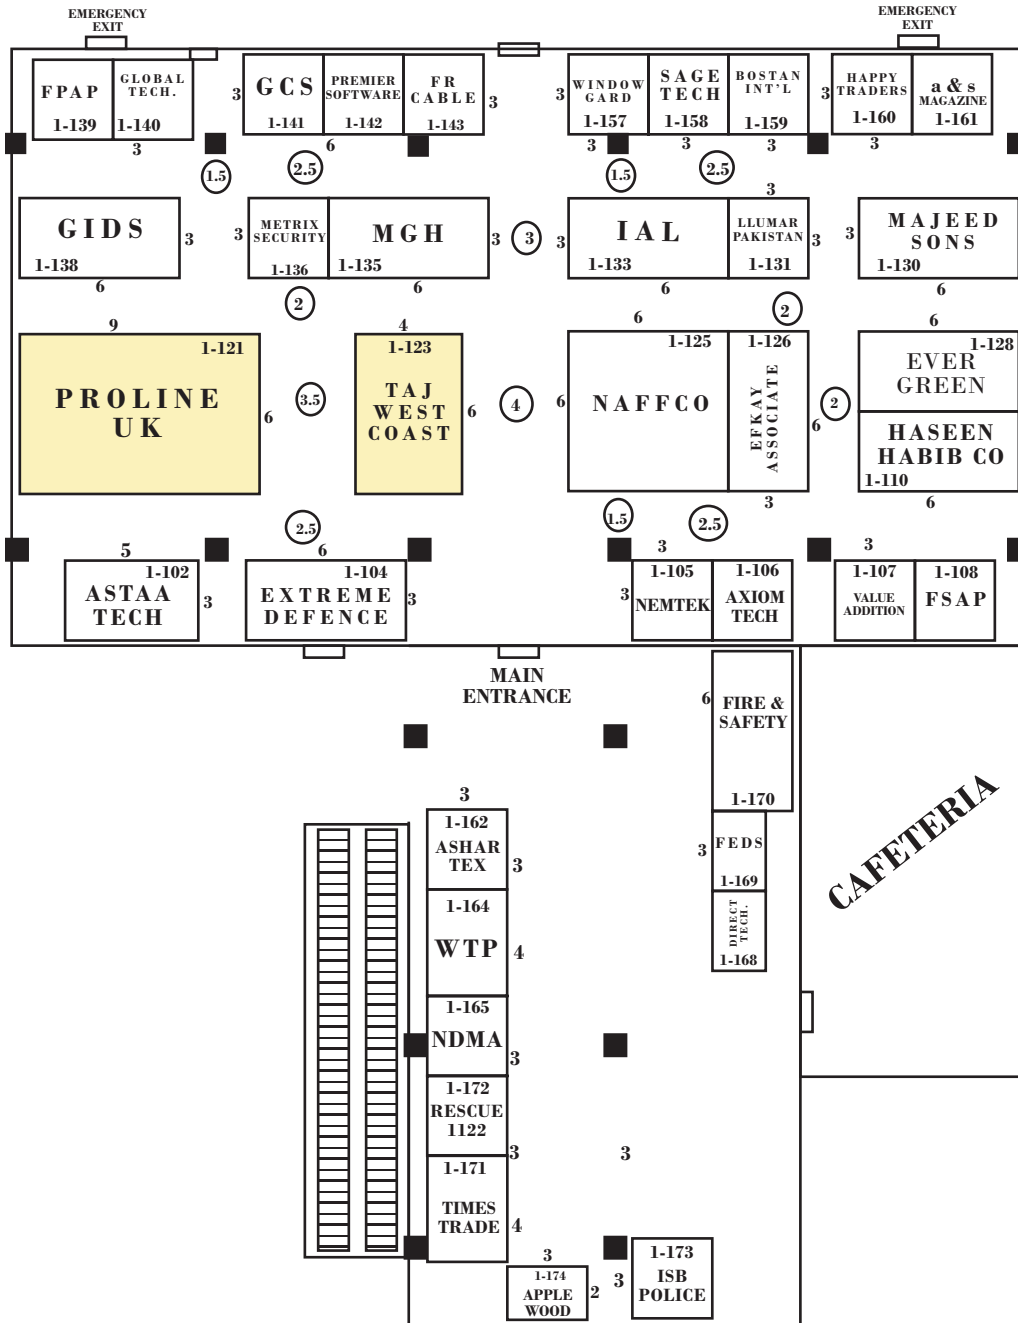 EMERGENCY
EXIT
EMERGENCY
EXIT
FPAP
1-139
GLOBAL
TECH.
1-140
3
3
GCS
1-141
PREMIER
SOFTWARE
1-142
FR
CABLE
1-143
3
6
3
WINDOW
GARD
1-157
SAGE
TECH
1-158
BOSTAN
INT'L
1-159
3
3
3
3
HAPPY
TRADERS
1-160
a & s
MAGAZINE
1-161
3
1.5
2.5
1.5
2.5
GIDS
1-138
3
6
3
METRIX
SECURITY
1-136
MGH
1-135
3
6
3
3
IAL
1-133
6
3
LLUMAR
PAKISTAN
1-131
3
3
MAJEED
SONS
1-130
6
2
2
9
1-121
PROLINE
UK
6
3.5
4
1-123
TAJ
WEST
COAST
6
4
6
6
1-125
NAFFCO
1-126
EFKAY
ASSOCIATE
6
3
2
6
1-128
EVER
GREEN
HASEEN
HABIB CO
1-110
6
2.5
1.5
2.5
5
1-102
ASTAA
TECH
3
6
1-104
EXTREME
DEFENCE
3
3
3
1-105
NEMTEK
1-106
AXIOM
TECH
3
1-107
VALUE
ADDITION
1-108
FSAP
MAIN
ENTRANCE
6
FIRE &
SAFETY
1-170
3
FEDS
1-169
DIRECT
TECH.
1-168
CAFETERIA
3
1-162
ASHAR
TEX
3
1-164
WTP
4
1-165
NDMA
3
1-172
RESCUE
1122
3
3
1-171
TIMES
TRADE
4
3
1-174
APPLE
WOOD
2
3
1-173
ISB
POLICE